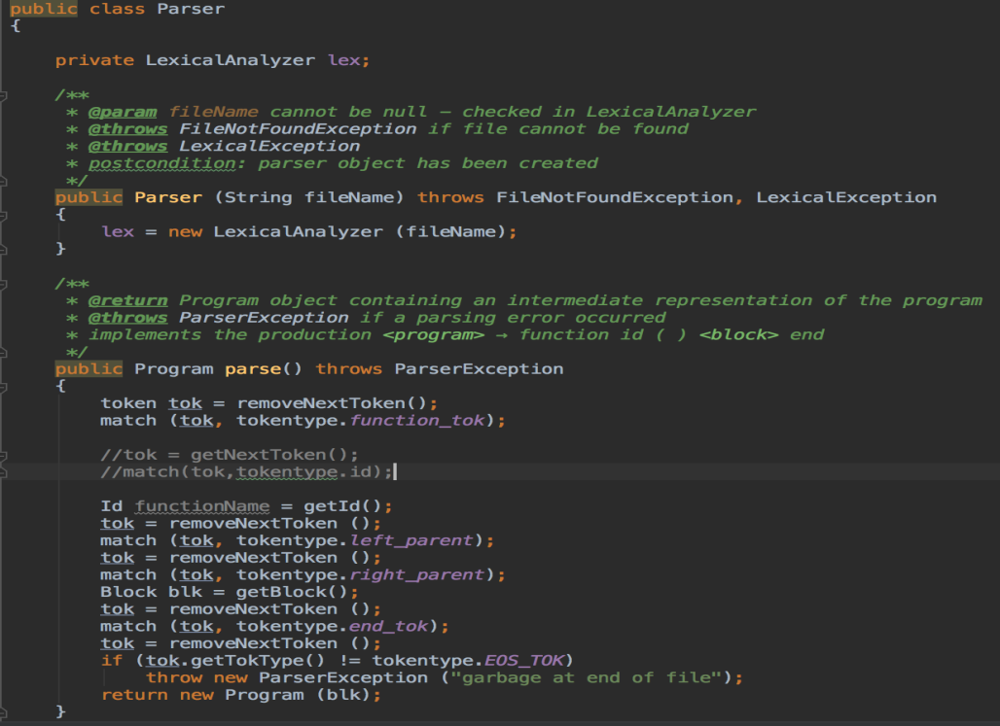 public class Parser
{
    private LexicalAnalyzer lex;
    /**
     * @param fileName cannot be null – checked in LexicalAnalyzer
     * @throws FileNotFoundException if file cannot be found
     * @throws LexicalException
     * postcondition: parser object has been created
     */
    public Parser (String fileName) throws FileNotFoundException, LexicalException
    {
        lex = new LexicalAnalyzer (fileName);
    }
    /**
     * @return Program object containing an intermediate representation of the program
     * @throws ParserException if a parsing error occurred
     * implements the production <program> → function id ( ) <block> end
     */
    public Program parse() throws ParserException
    {
        token tok = removeNextToken();
        match (tok, tokentype.function_tok);
        //tok = getNextToken();
        //match(tok,tokentype.id);
        Id functionName = getId();
        tok = removeNextToken ();
        match (tok, tokentype.left_parent);
        tok = removeNextToken ();
        match (tok, tokentype.right_parent);
        Block blk = getBlock();
        tok = removeNextToken ();
        match (tok, tokentype.end_tok);
        tok = removeNextToken ();
        if (tok.getTokType() != tokentype.EOS_TOK)
            throw new ParserException ("garbage at end of file");
        return new Program (blk);
    }